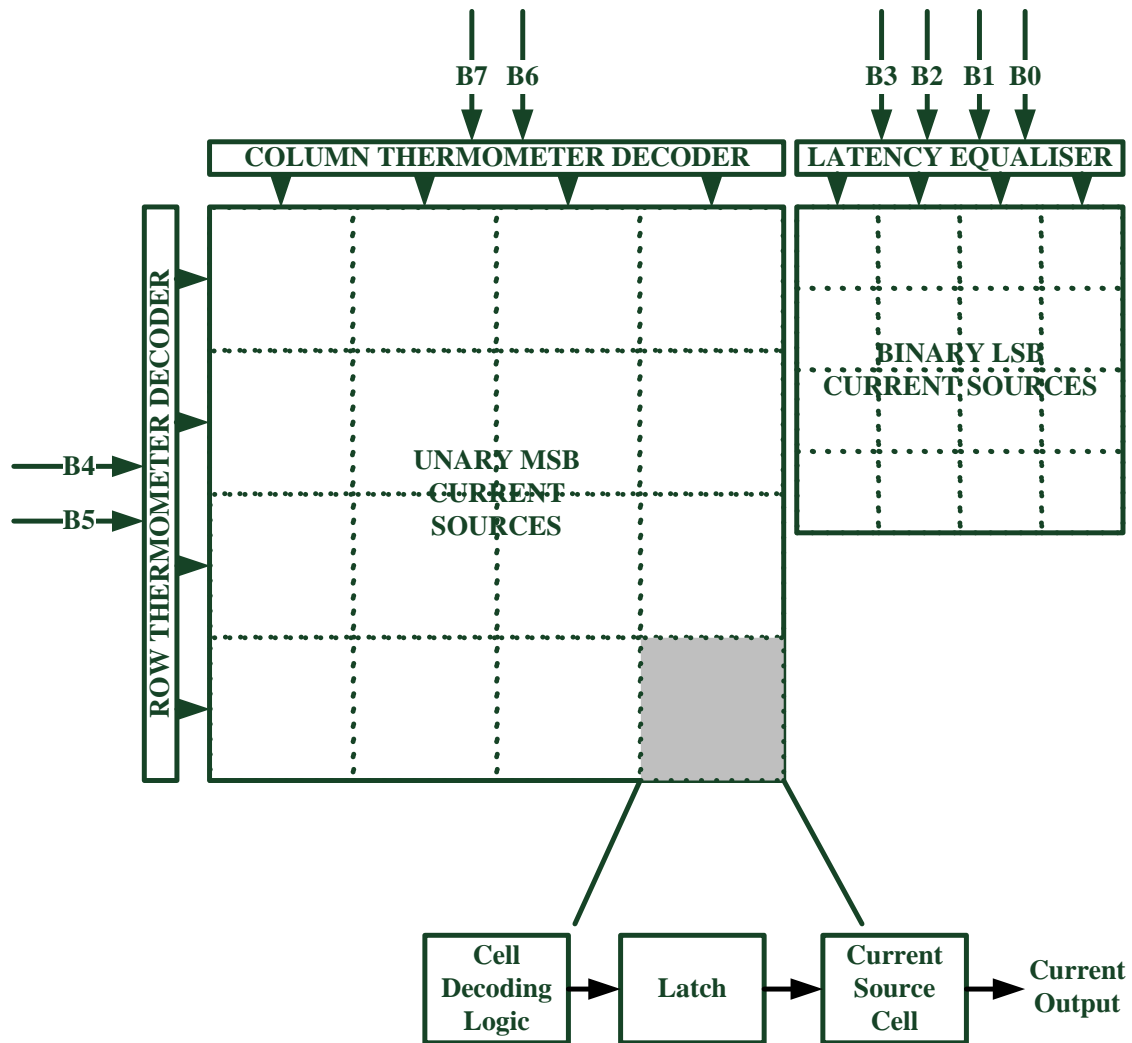 B7 B6
B3 B2 B1 B0
COLUMN THERMOMETER DECODER
LATENCY EQUALISER
ROW THERMOMETER DECODER
B4
B5
UNARY MSB
CURRENT
SOURCES
BINARY LSB
CURRENT SOURCES
Cell
Decoding
Logic
Latch
Current
Source
Cell
Current
Output